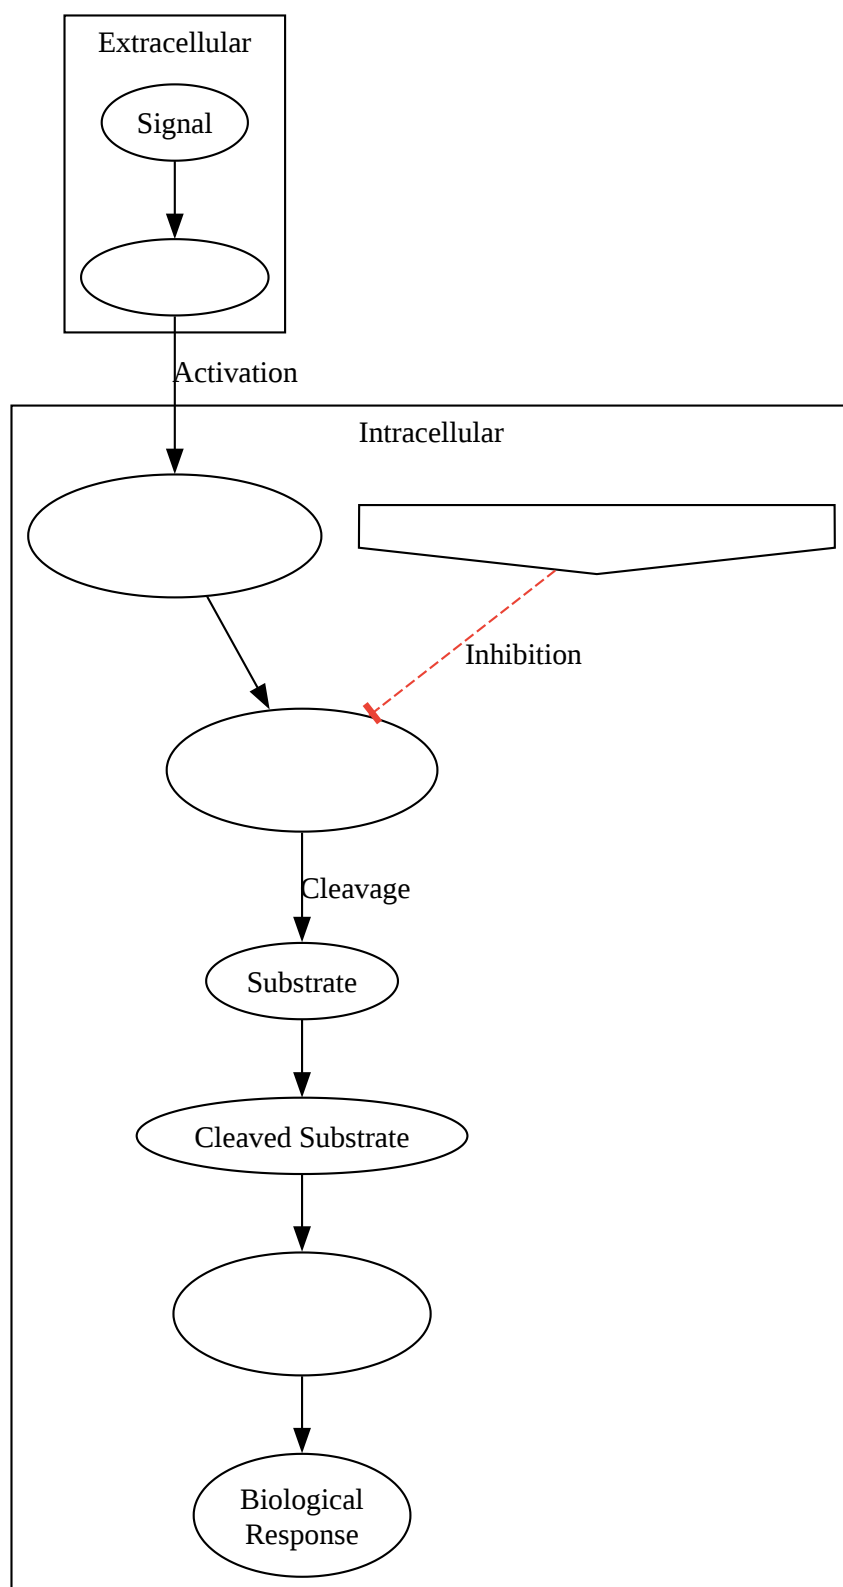 Extracellular
Signal
Activation
Intracellular
Inhibition
Cleavage
Substrate
Cleaved Substrate
Biological
Response